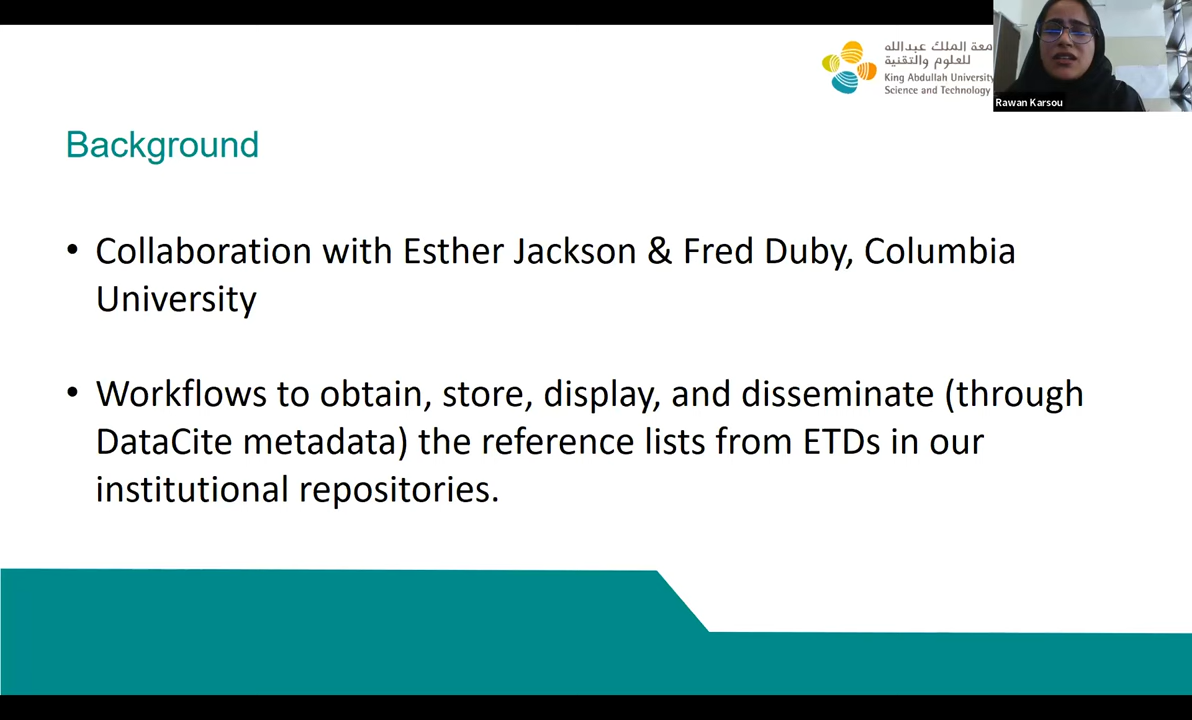 معة الملك عبدالله
للعلوم والتقنية
King Abdullah University
Science and Technology
Rawan Karsou
Background
• Collaboration with Esther Jackson & Fred Duby, Columbia
University
• Workflows to obtain, store, display, and disseminate (through
DataCite metadata) the reference lists from ETDs in our
institutional repositories.